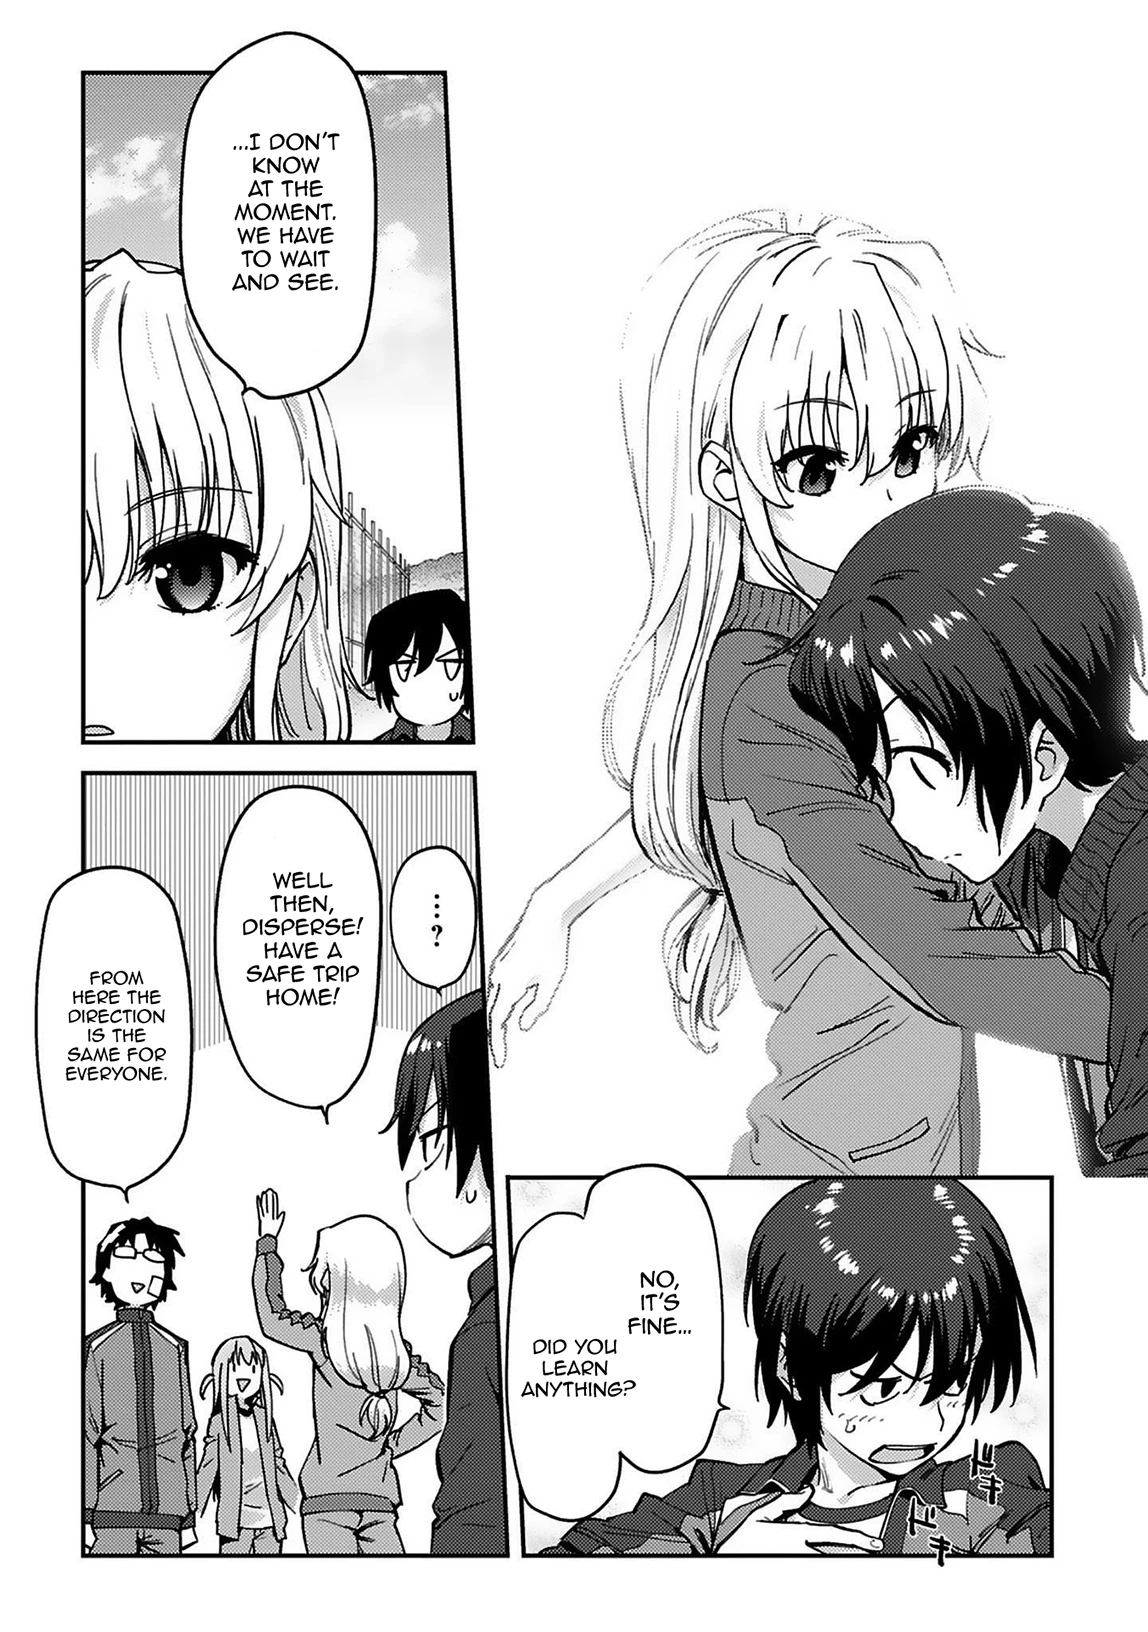 NO,
IT'S
FINE...
DID YOU
LEARN
ANYTHING?
ドキ
ドキ
...I DON'T
KNOW
AT THE
MOMENT.
WE HAVE
TO WAIT
AND SEE.
...?
WELL
THEN,
DISPERSE!
HAVE A
SAFE TRIP
HOME!
FROM
HERE THE
DIRECTION
IS THE
SAME FOR
EVERYONE.